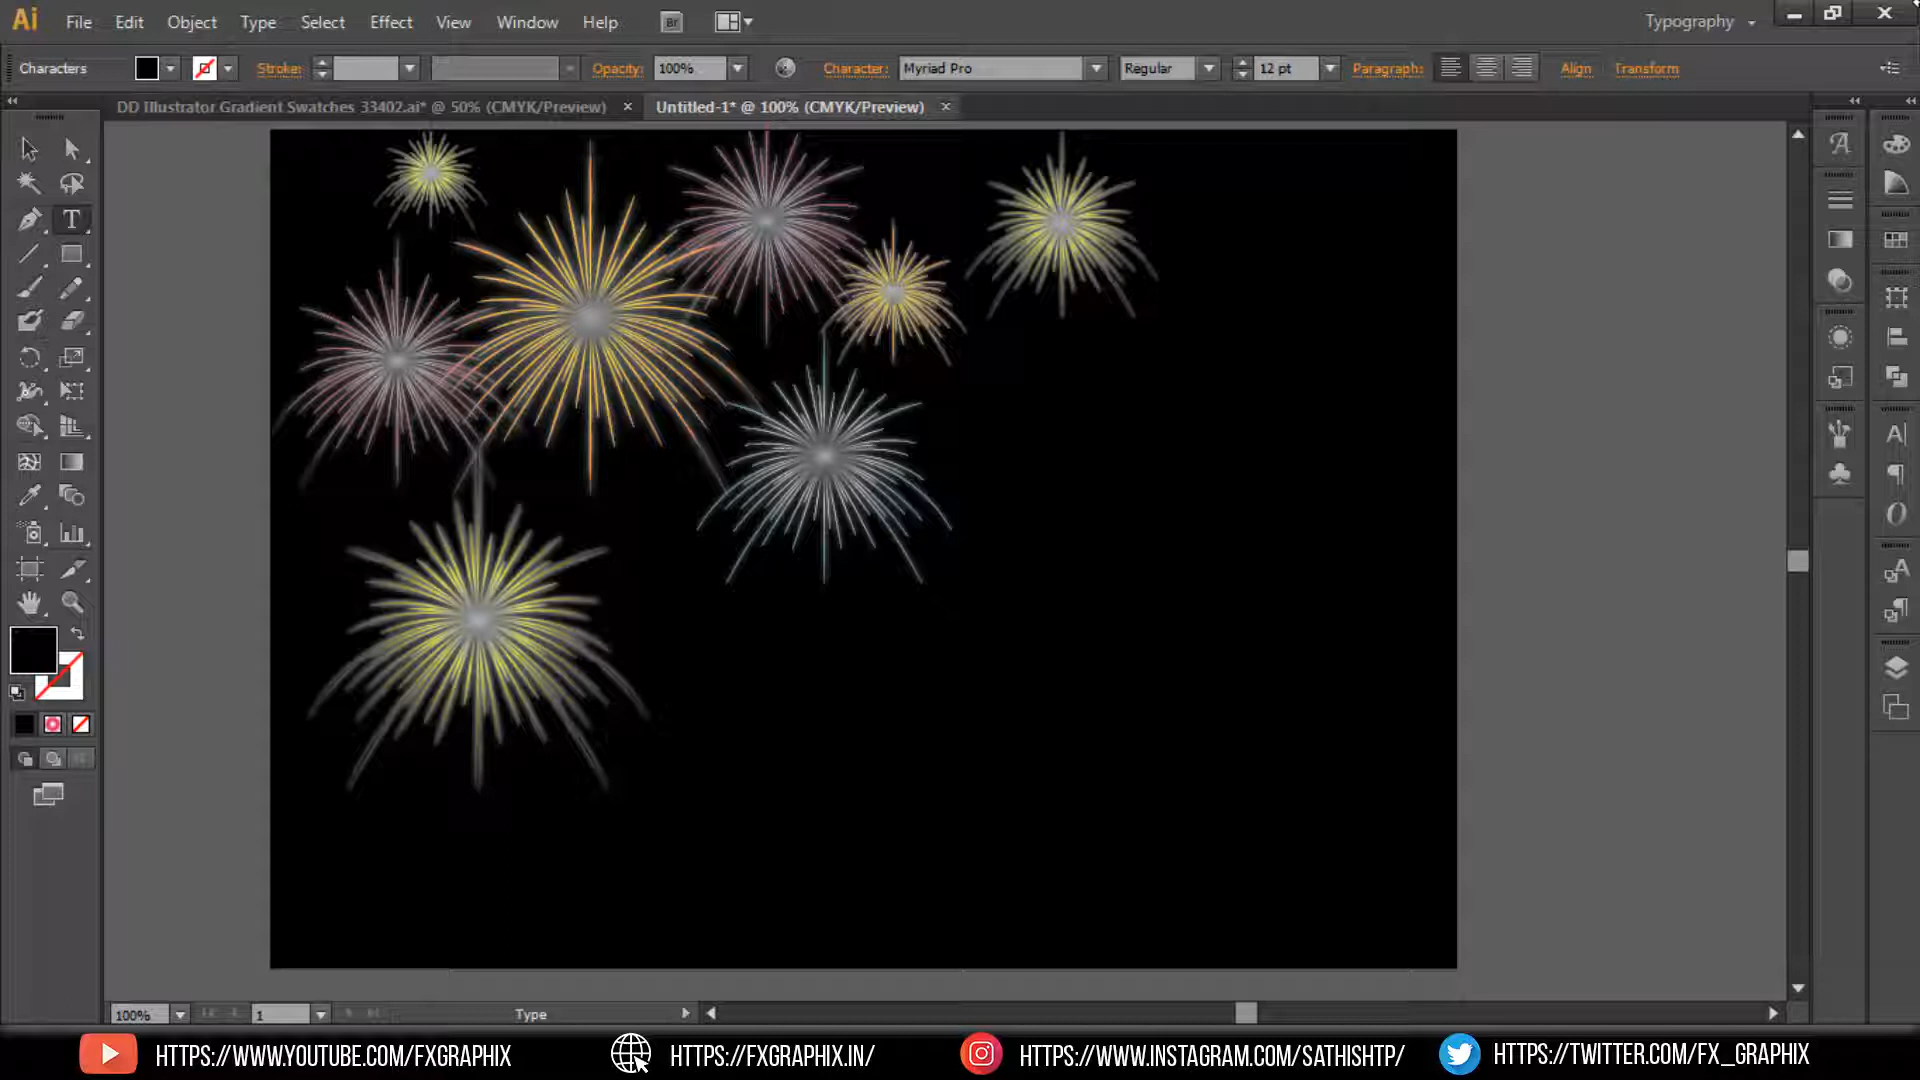 Ai File Edit Object Type Select Effect View Window Help Br Typography
Characters Stroke: Opacity: 100% Character: Myriad Pro Regular 12 pt Paragraph: Align Transform
DD Illustrator Gradient Swatches 33402.ai* @ 50% (CMYK/Preview) × Untitled-1* @ 100% (CMYK/Preview) ×
100% 1 Type
HTTPS://WWW.YOUTUBE.COM/FXGRAPHIX HTTPS://FXGRAPHIX.IN/ HTTPS://WWW.INSTAGRAM.COM/SATHISHTP/ HTTPS://TWITTER.COM/FX_GRAPHIX